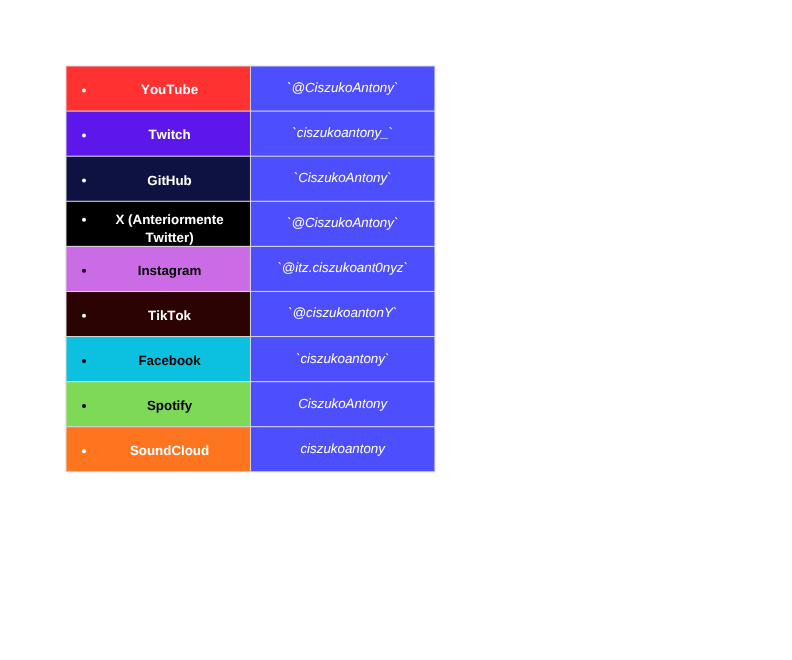 • YouTube `@CiszukoAntony`
• Twitch `ciszukoantony_`
• GitHub `CiszukoAntony`
• X (Anteriormente
Twitter) `@CiszukoAntony`
• Instagram `@itz.ciszukoant0nyz`
• TikTok `@ciszukoantonY`
• Facebook `ciszukoantony`
• Spotify CiszukoAntony
• SoundCloud ciszukoantony